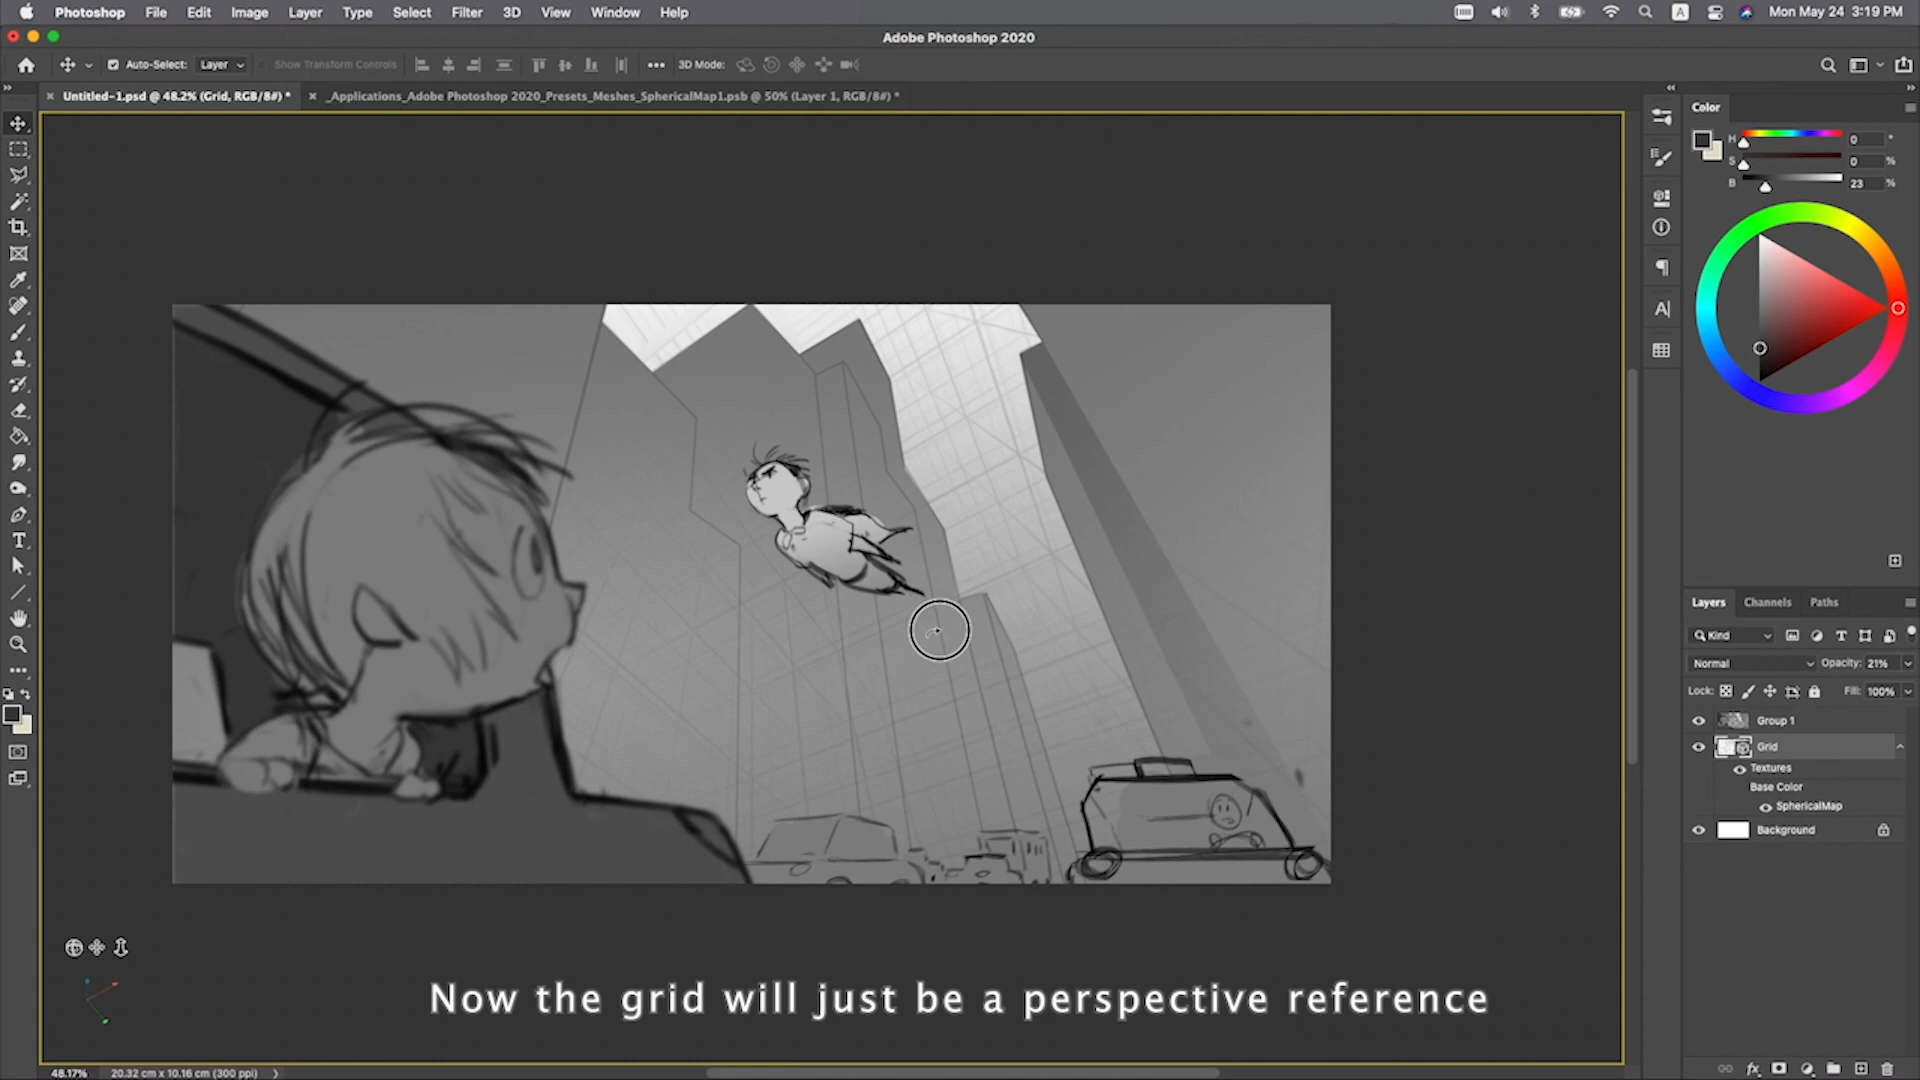 Photoshop File Edit Image Layer Type Select Filter 3D View Window Help A Mon May 24 3:19 PM
Adobe Photoshop 2020
Auto-Select: Layer Show Transform Controls 3D Mode:
Untitled-1.psd @ 48.2% (Grid, RGB/8#) * _Applications_Adobe Photoshop 2020_Presets_Meshes_SphericalMap1.psb @ 50% (Layer 1, RGB/8#) *
Color
H 0 °
S 0 %
B 23 %
Layers Channels Paths
Kind
Normal Opacity: 21%
Lock: Fill: 100%
Group 1
Grid
Textures
Base Color
SphericalMap
Background
Now the grid will just be a perspective reference
48.17% 20.32 cm x 10.16 cm (300 ppi)